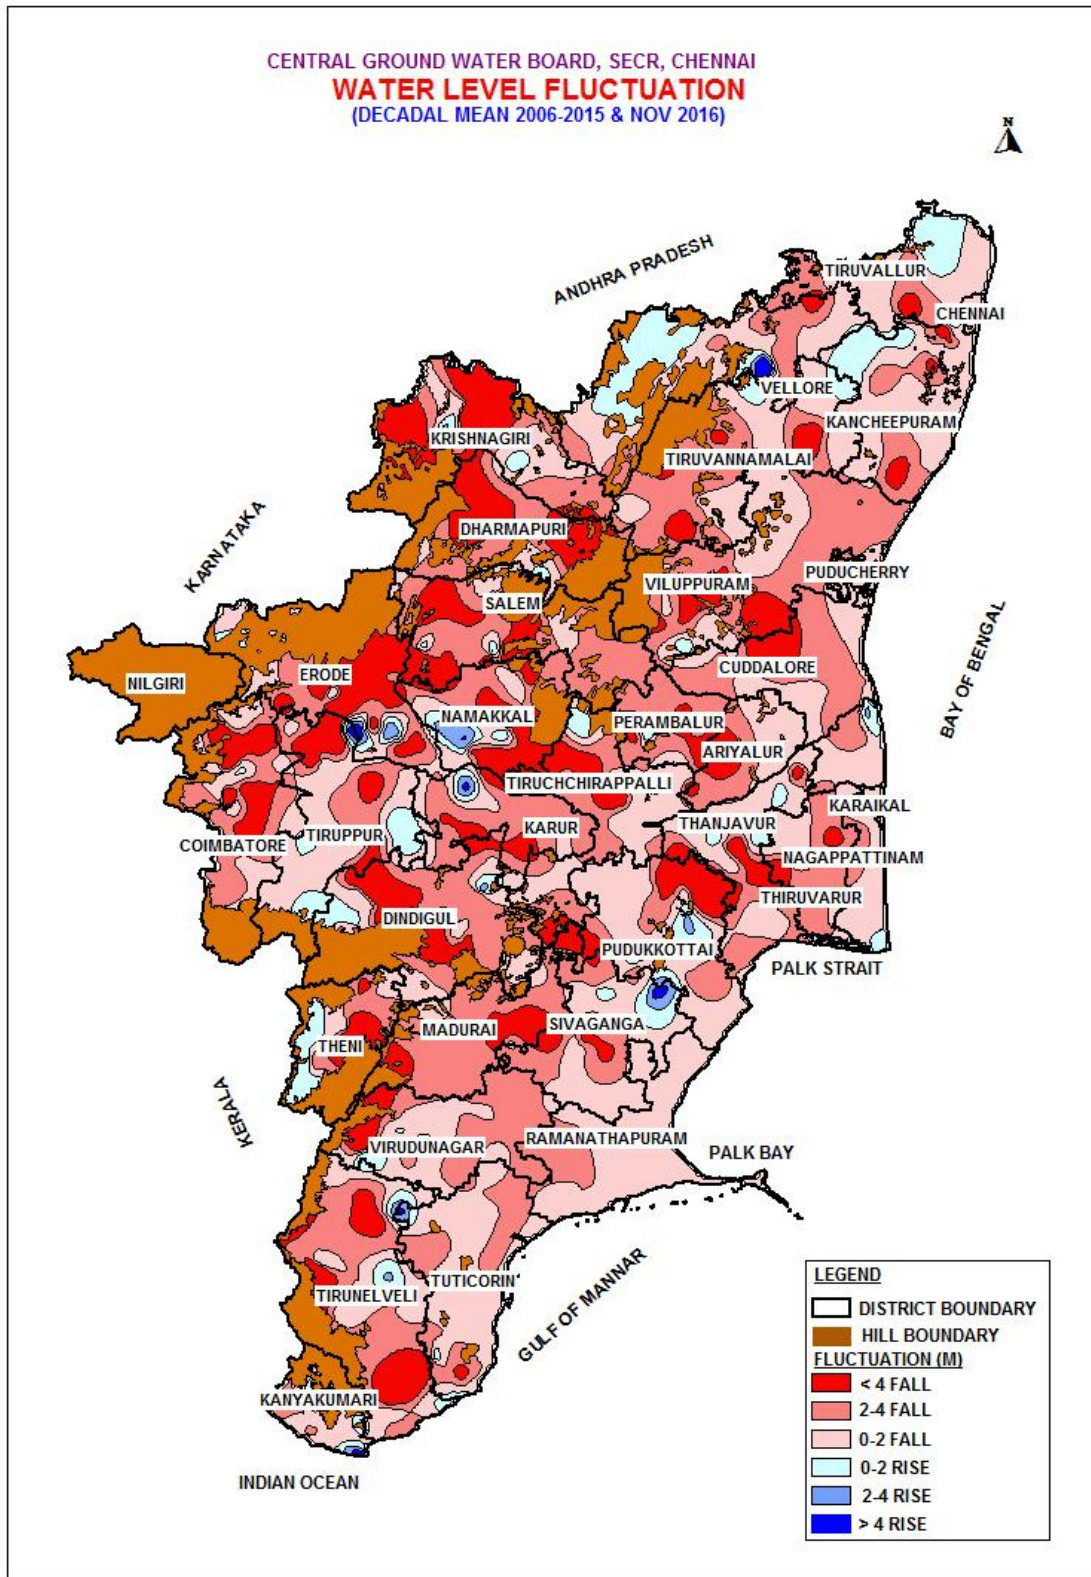 CENTRAL GROUND WATER BOARD, SECR, CHENNAI
WATER LEVEL FLUCTUATION
(DECADAL MEAN 2006-2015 & NOV 2016)
N
ANDHRA PRADESH
TIRUVALLUR
CHENNAI
VELLORE
KANCHEEPURAM
KRISHNAGIRI
TIRUVANNAMALAI
KARNATAKA
DHARMAPURI
PUDUCHERRY
VILUPPURAM
SALEM
BAY OF BENGAL
CUDDALORE
ERODE
NILGIRI
NAMAKKAL
PERAMBALUR
ARIYALUR
TIRUCHCHIRAPPALLI
KARAIKAL
THANJAVUR
KARUR
TIRUPPUR
COIMBATORE
NAGAPPATTINAM
THIRUVARUR
DINDIGUL
PUDUKKOTTAI
PALK STRAIT
SIVAGANGA
MADURAI
THENI
KERALA
RAMANATHAPURAM
VIRUDUNAGAR
PALK BAY
TUTICORIN
TIRUNELVELI
GULF OF MANNAR
KANYAKUMARI
INDIAN OCEAN
LEGEND
DISTRICT BOUNDARY
HILL BOUNDARY
FLUCTUATION (M)
< 4 FALL
2-4 FALL
0-2 FALL
0-2 RISE
2-4 RISE
> 4 RISE